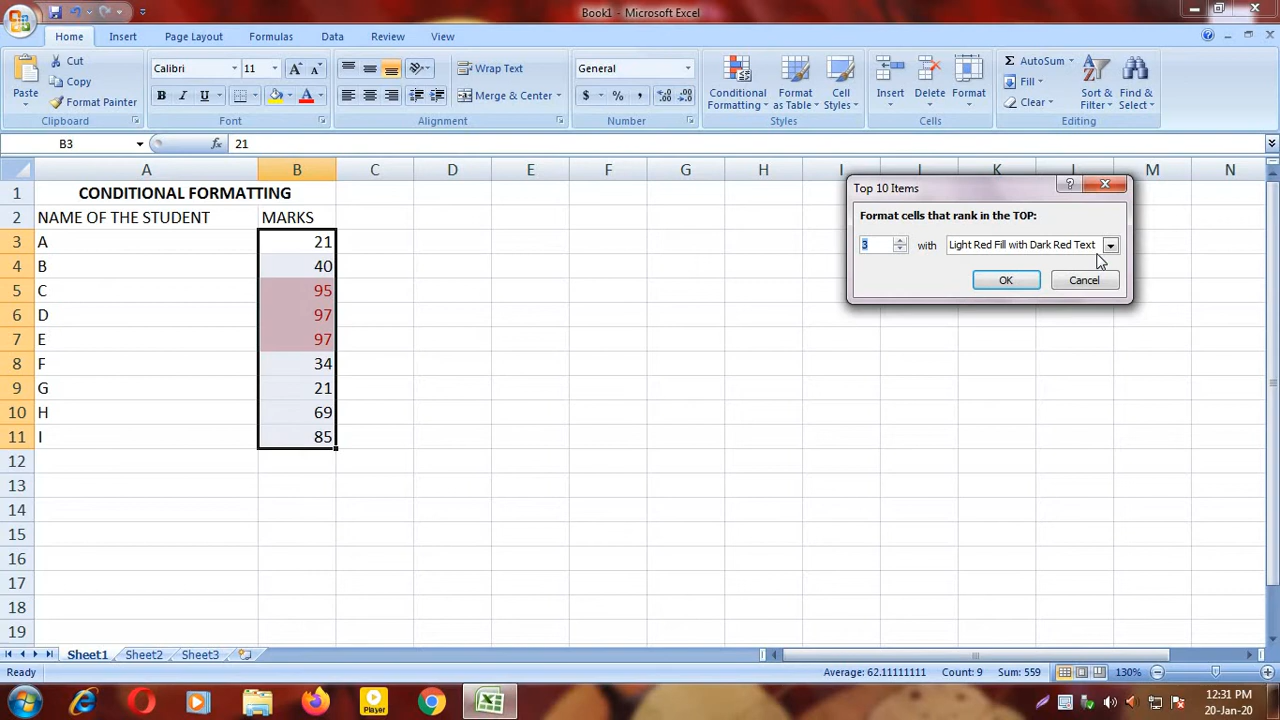 Book1 - Microsoft Excel
Home Insert Page Layout Formulas Data Review View
Paste Cut Copy Format Painter
Clipboard
Calibri 11 A A
B I U A
Font
Wrap Text
Merge & Center
Alignment
General
$ % ,
Number
Conditional Formatting Format as Table Cell Styles
Styles
Insert Delete Format
Cells
Σ AutoSum Fill Clear Sort & Filter Find & Select
Editing
B3 fx 21
A B C D E F G H I J K L M N
1 CONDITIONAL FORMATTING
2 NAME OF THE STUDENT MARKS
3 A 21
4 B 40
5 C 95
6 D 97
7 E 97
8 F 34
9 G 21
10 H 69
11 I 85
12
13
14
15
16
17
18
19
Top 10 Items
Format cells that rank in the TOP:
3 with Light Red Fill with Dark Red Text
OK Cancel
Sheet1 Sheet2 Sheet3
Ready Average: 62.11111111 Count: 9 Sum: 559 130%
Player
12:31 PM
20-Jan-20